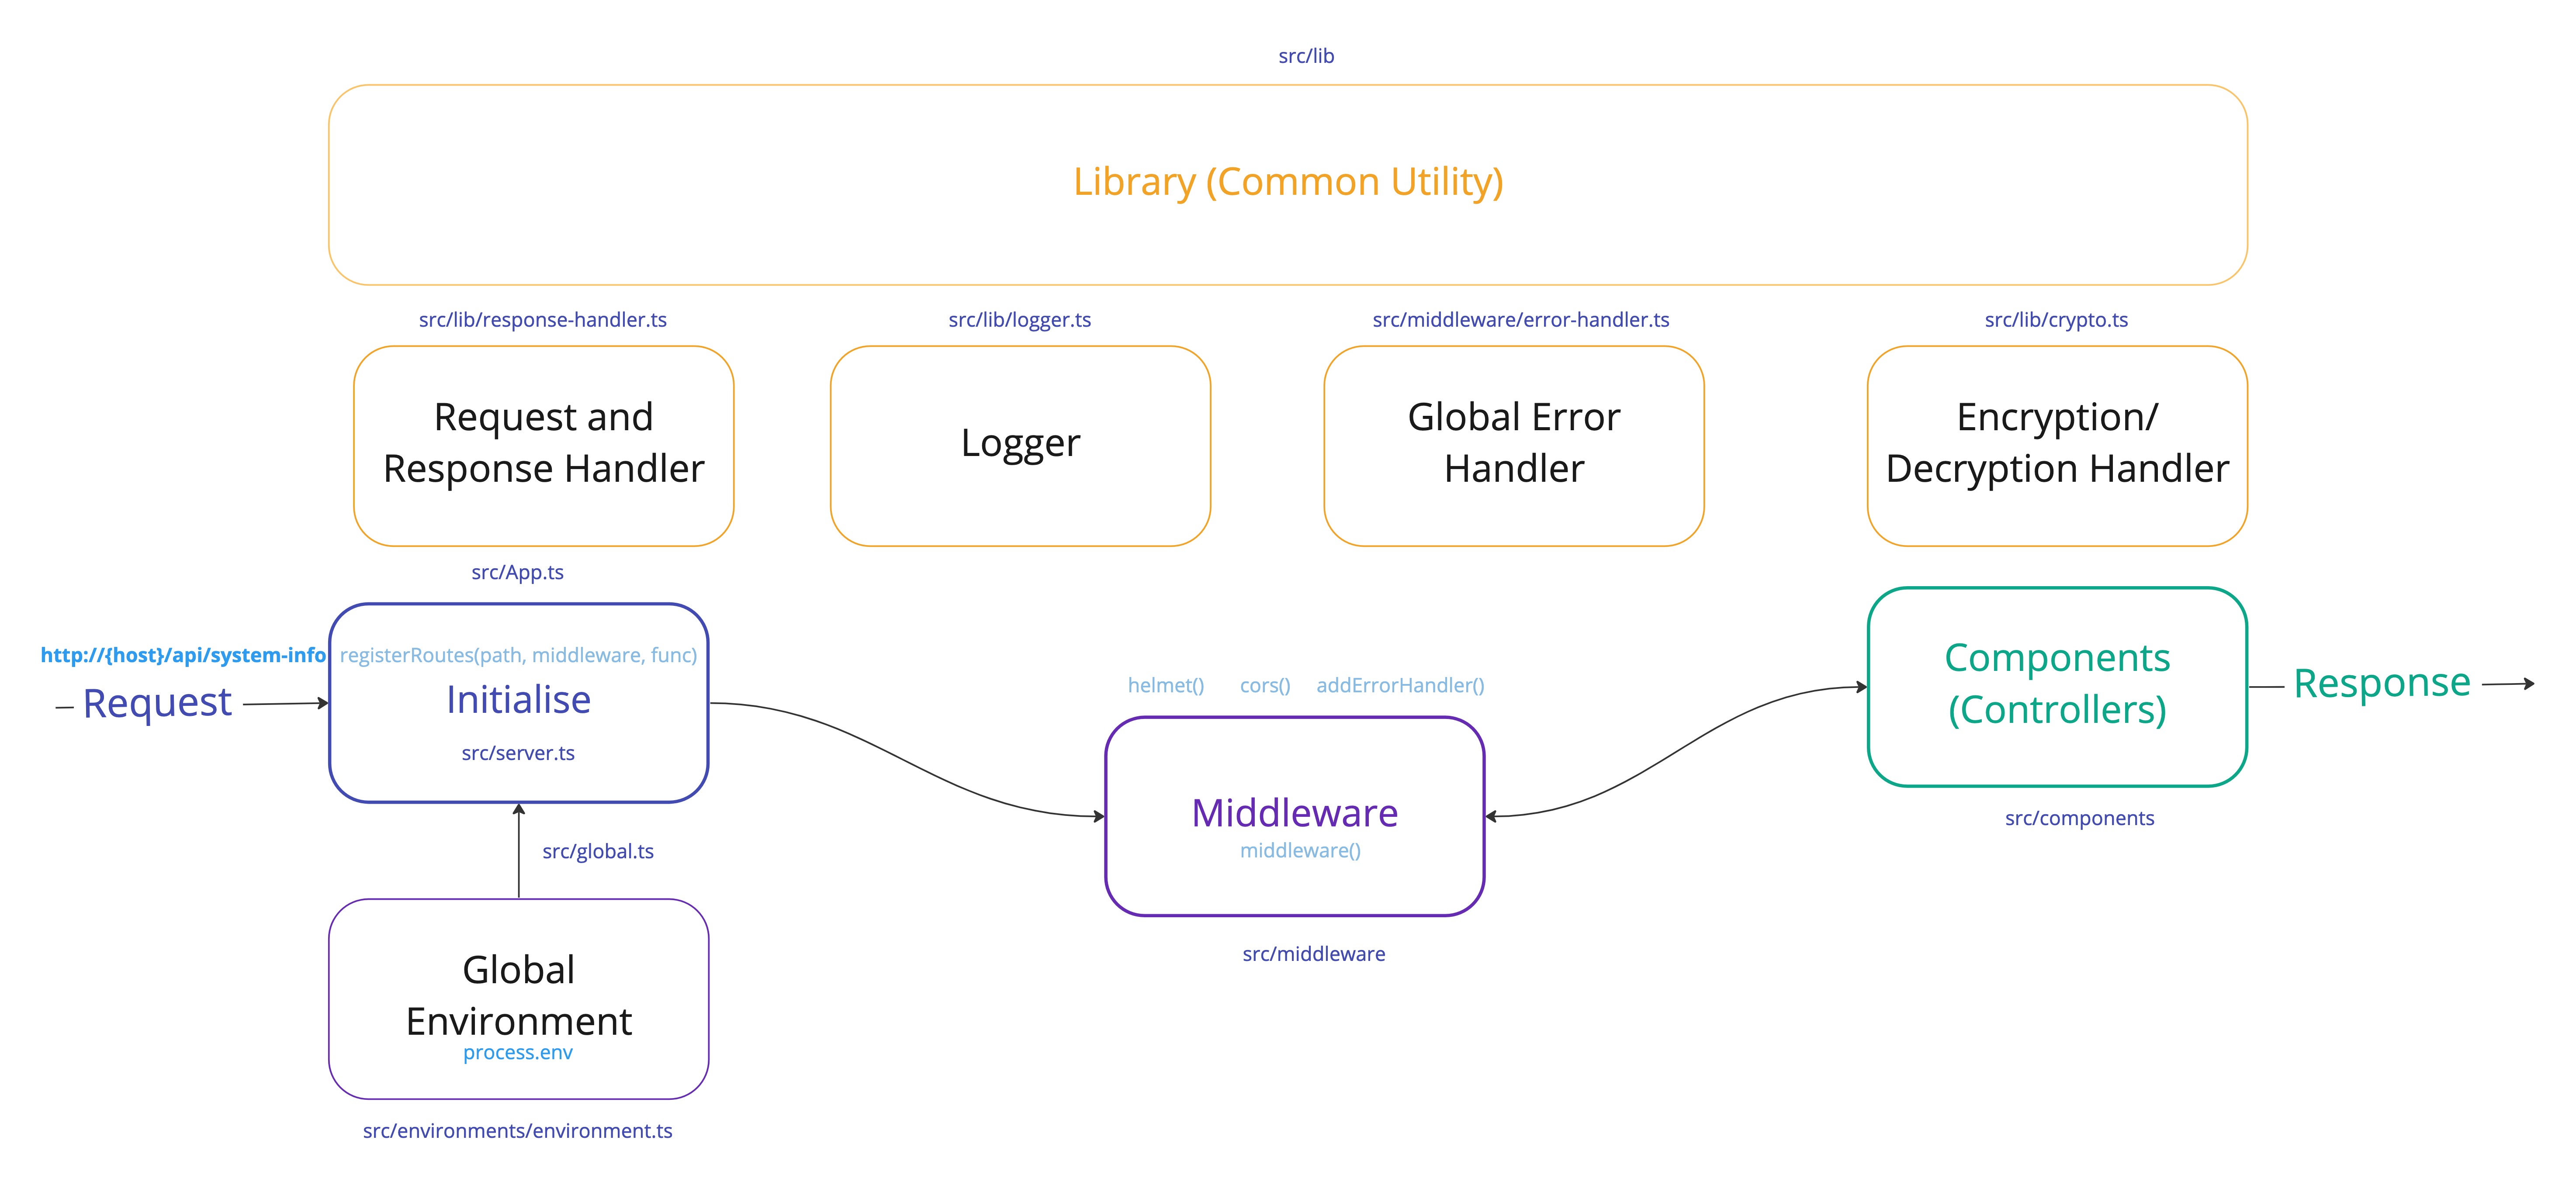 src/lib
Library (Common Utility)
src/lib/response-handler.ts
src/lib/logger.ts
src/middleware/error-handler.ts
src/lib/crypto.ts
Request and
Response Handler
Logger
Global Error
Handler
Encryption/
Decryption Handler
src/App.ts
http://{host}/api/system-info
Request
registerRoutes(path, middleware, func)
Initialise
src/server.ts
helmet()
cors()
addErrorHandler()
Middleware
middleware()
src/middleware
Components
(Controllers)
src/components
Response
src/global.ts
Global
Environment
process.env
src/environments/environment.ts